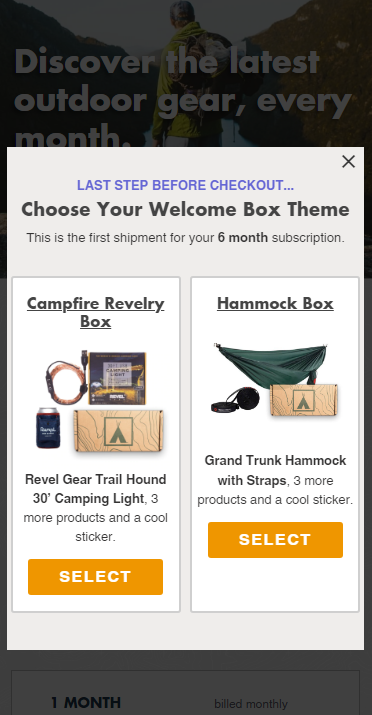 Discover the latest
outdoor gear, every
month.
LAST STEP BEFORE CHECKOUT...
Choose Your Welcome Box Theme
This is the first shipment for your 6 month subscription.
Campfire Revelry
Box
CAMPING
LIGHT
REVEL
Revel Gear Trail Hound
30' Camping Light, 3
more products and a cool
sticker.
SELECT
Hammock Box
Grand Trunk Hammock
with Straps, 3 more
products and a cool sticker.
SELECT
1 MONTH
billed monthly